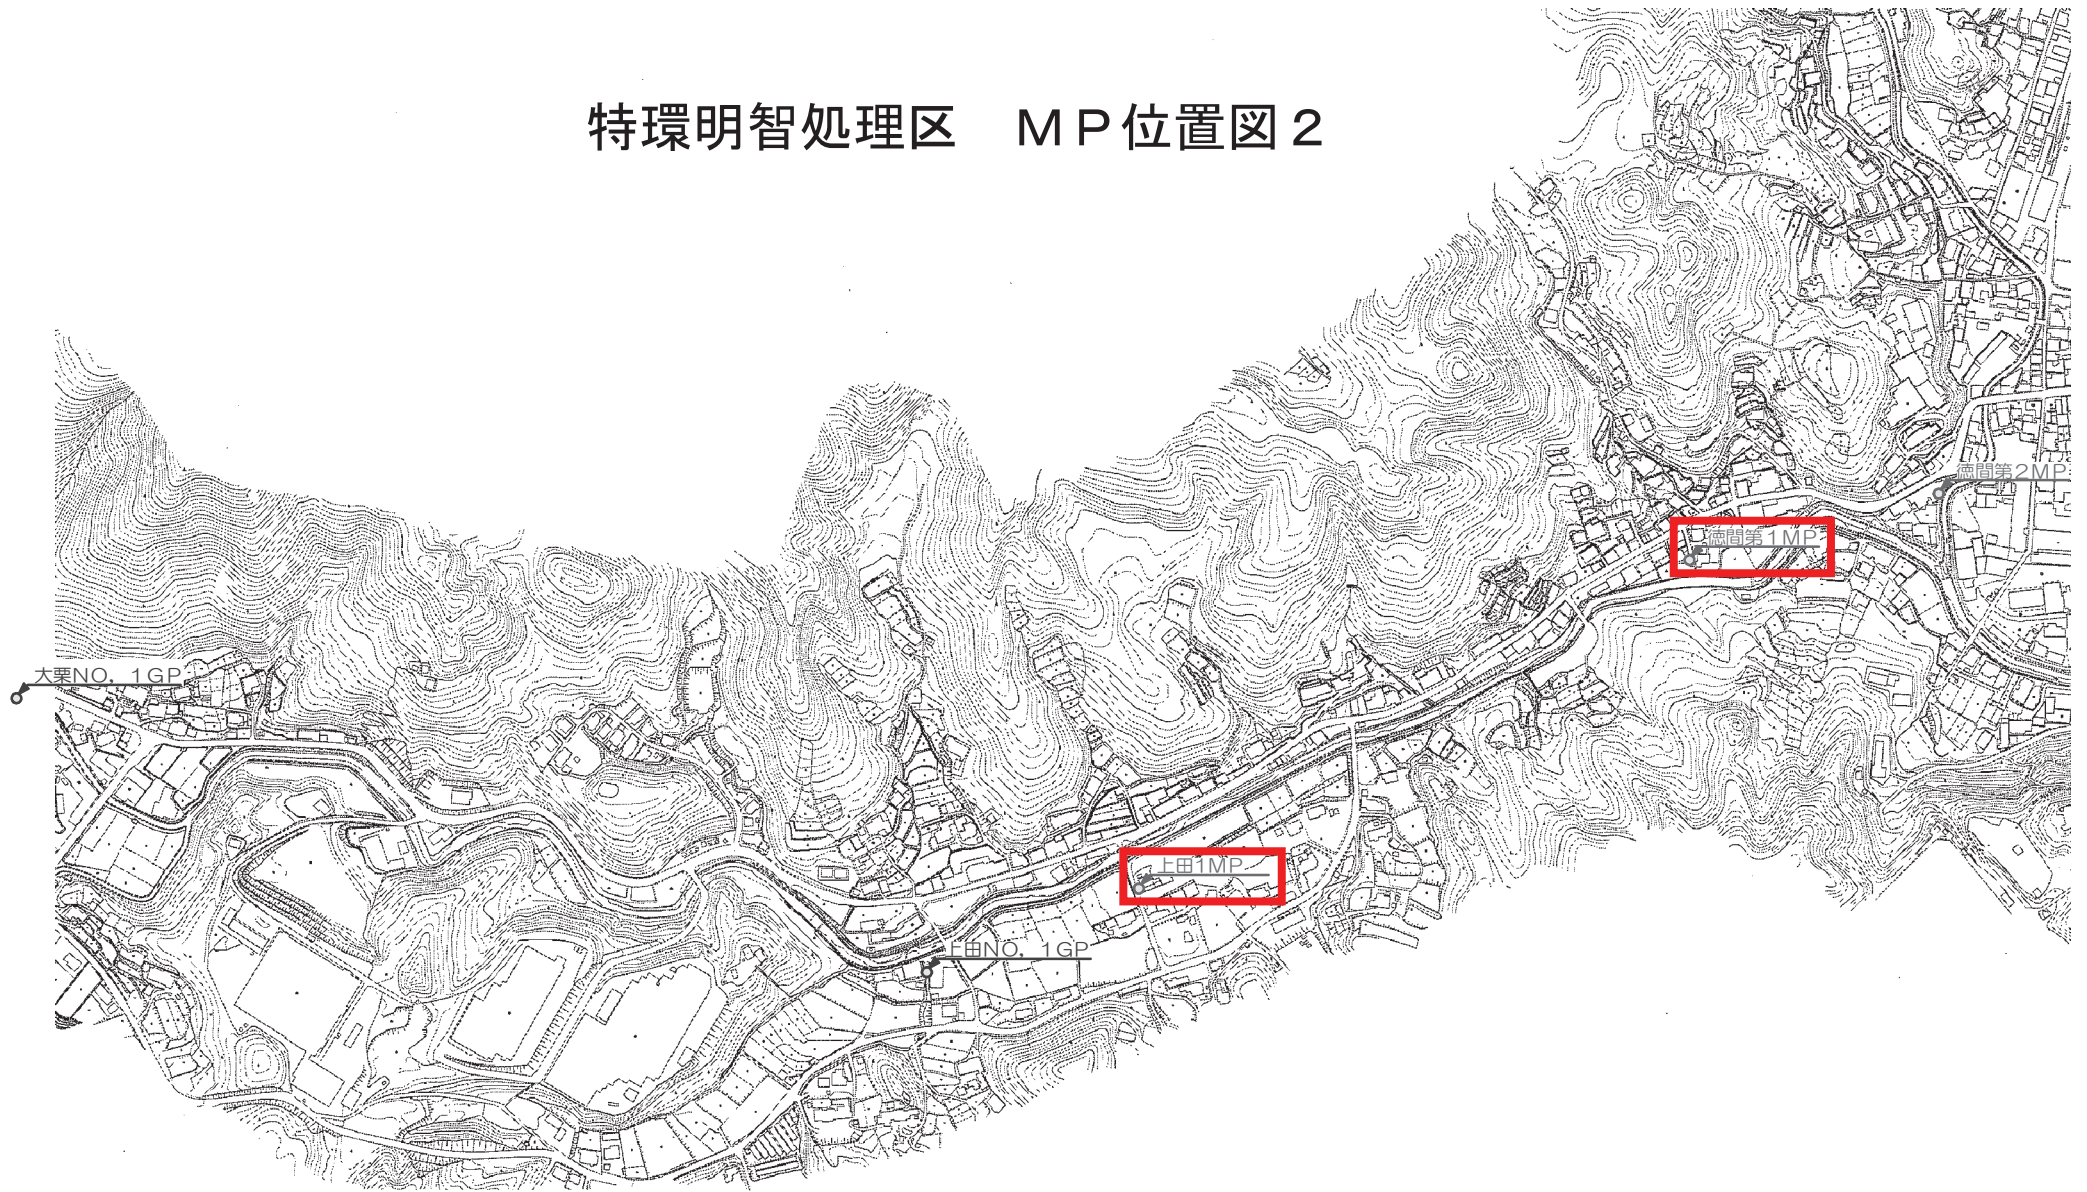 特環明智処理区　ＭＰ位置図２
徳間第２ＭＰ
徳間第１ＭＰ
大栗ＮＯ，１ＧＰ
上田１ＭＰ
上田ＮＯ，１ＧＰ